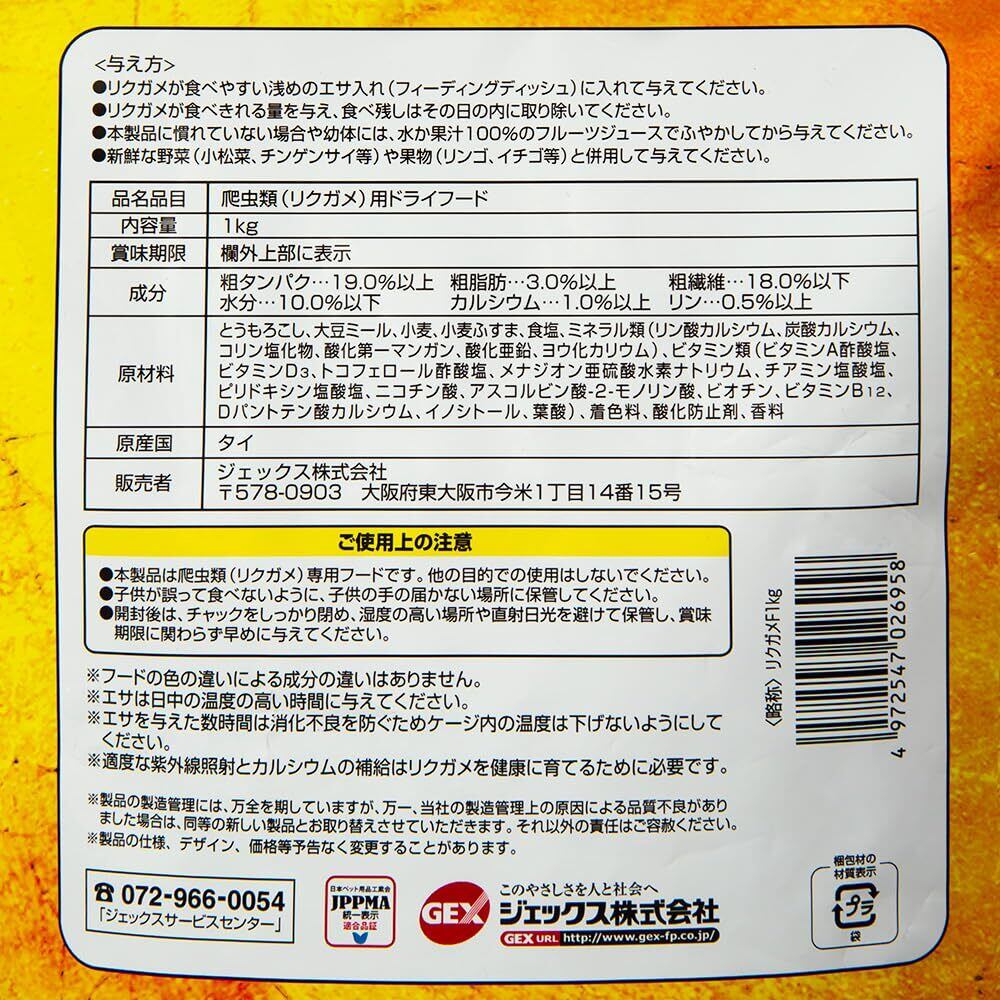 <与え方>
●リクガメが食べやすい浅めのエサ入れ(フィーディングディッシュ)に入れて与えてください。
●リクガメが食べきれる量を与え、食べ残しはその日の内に取り除いてください。
●本製品に慣れていない場合や幼体には、水か果汁100%のフルーツジュースでふやかしてから与えてください。
●新鮮な野菜(小松菜、チンゲンサイ等)や果物(リンゴ、イチゴ等)と併用して与えてください。
品名品目 爬虫類(リクガメ)用ドライフード
内容量 1kg
賞味期限 欄外上部に表示
成分 粗タンパク…19.0%以上 粗脂肪…3.0%以上 粗繊維…18.0%以下
水分…10.0%以下 カルシウム…1.0%以上 リン…0.5%以上
原材料 とうもろこし、大豆ミール、小麦、小麦ふすま、食塩、ミネラル類(リン酸カルシウム、炭酸カルシウム、
コリン塩化物、酸化第一マンガン、酸化亜鉛、ヨウ化カリウム)、ビタミン類(ビタミンA酢酸塩、
ビタミンD3、トコフェロール酢酸塩、メナジオン亜硫酸水素ナトリウム、チアミン塩酸塩、
ピリドキシン塩酸塩、ニコチン酸、アスコルビン酸-2-モノリン酸、ビオチン、ビタミンB12、
Dパントテン酸カルシウム、イノシトール、葉酸)、着色料、酸化防止剤、香料
原産国 タイ
販売者 ジェックス株式会社
〒578-0903 大阪府東大阪市今米1丁目14番15号
ご使用上の注意
●本製品は爬虫類(リクガメ)専用フードです。他の目的での使用はしないでください。
●子供が誤って食べないように、子供の手の届かない場所に保管してください。
●開封後は、チャックをしっかり閉め、湿度の高い場所や直射日光を避けて保管し、賞味
期限に関わらず早めに与えてください。
※フードの色の違いによる成分の違いはありません。
※エサは日中の温度の高い時間に与えてください。
※エサを与えた数時間は消化不良を防ぐためケージ内の温度は下げないようにして
ください。
※適度な紫外線照射とカルシウムの補給はリクガメを健康に育てるために必要です。
〈略称〉リクガメF1kg
4 972547 026958
※製品の製造管理には、万全を期していますが、万一、当社の製造管理上の原因による品質不良があり
ました場合は、同等の新しい製品とお取り替えさせていただきます。それ以外の責任はご容赦ください。
※製品の仕様、デザイン、価格等予告なく変更することがあります。
☎072-966-0054
「ジェックスサービスセンター」
日本ペット用品工業会
JPPMA
統一表示
適合品証
GEX
このやさしさを人と社会へ
ジェックス株式会社
GEX URL http://www.gex-fp.co.jp/
梱包材の
材質表示
プラ
袋